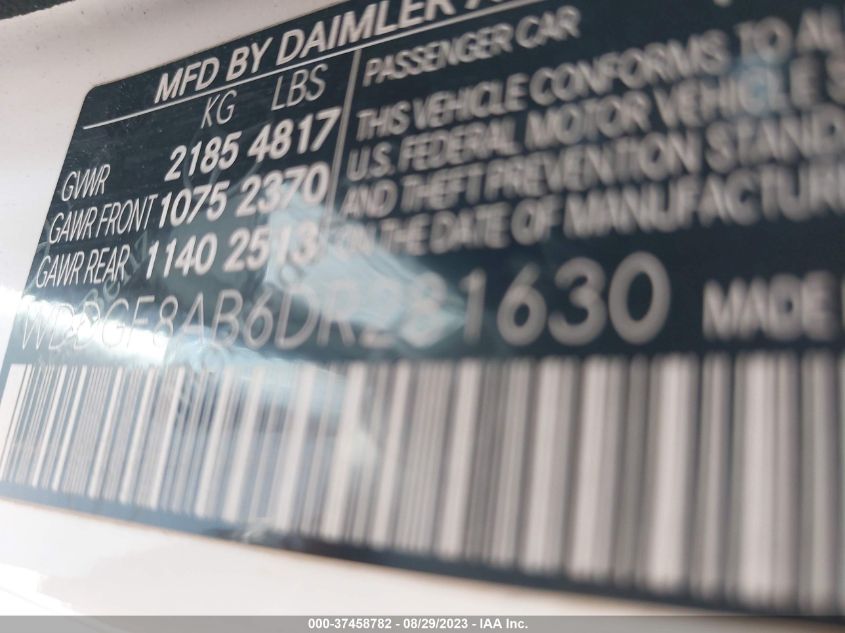 MFD BY DAIMLER A
KG LBS
GVWR 2185 4817
GAWR FRONT 1075 2370
GAWR REAR 1140 2513
PASSENGER CAR
THIS VEHICLE CONFORMS TO AL
U.S. FEDERAL MOTOR VEHICLE S
AND THEFT PREVENTION STAND
ON THE DATE OF MANUFACTURE
WDDGF8AB6DR281630 MADE
000-37458782 - 08/29/2023 - IAA Inc.